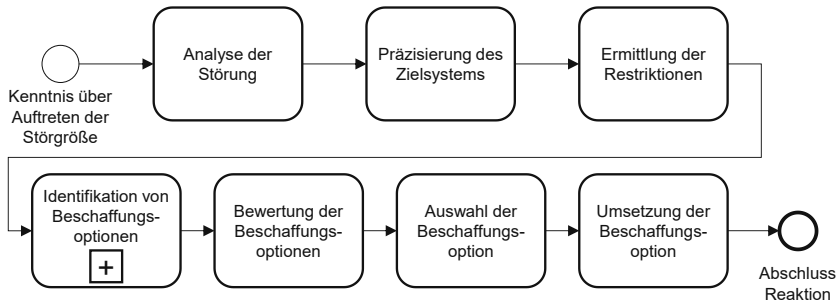 Kenntnis über
Auftreten der
Störgröße
Analyse der
Störung
Präzisierung des
Zielsystems
Ermittlung der
Restriktionen
Identifikation von
Beschaffungs-
optionen
Bewertung der
Beschaffungs-
optionen
Auswahl der
Beschaffungs-
option
Umsetzung der
Beschaffungs-
option
Abschluss
Reaktion